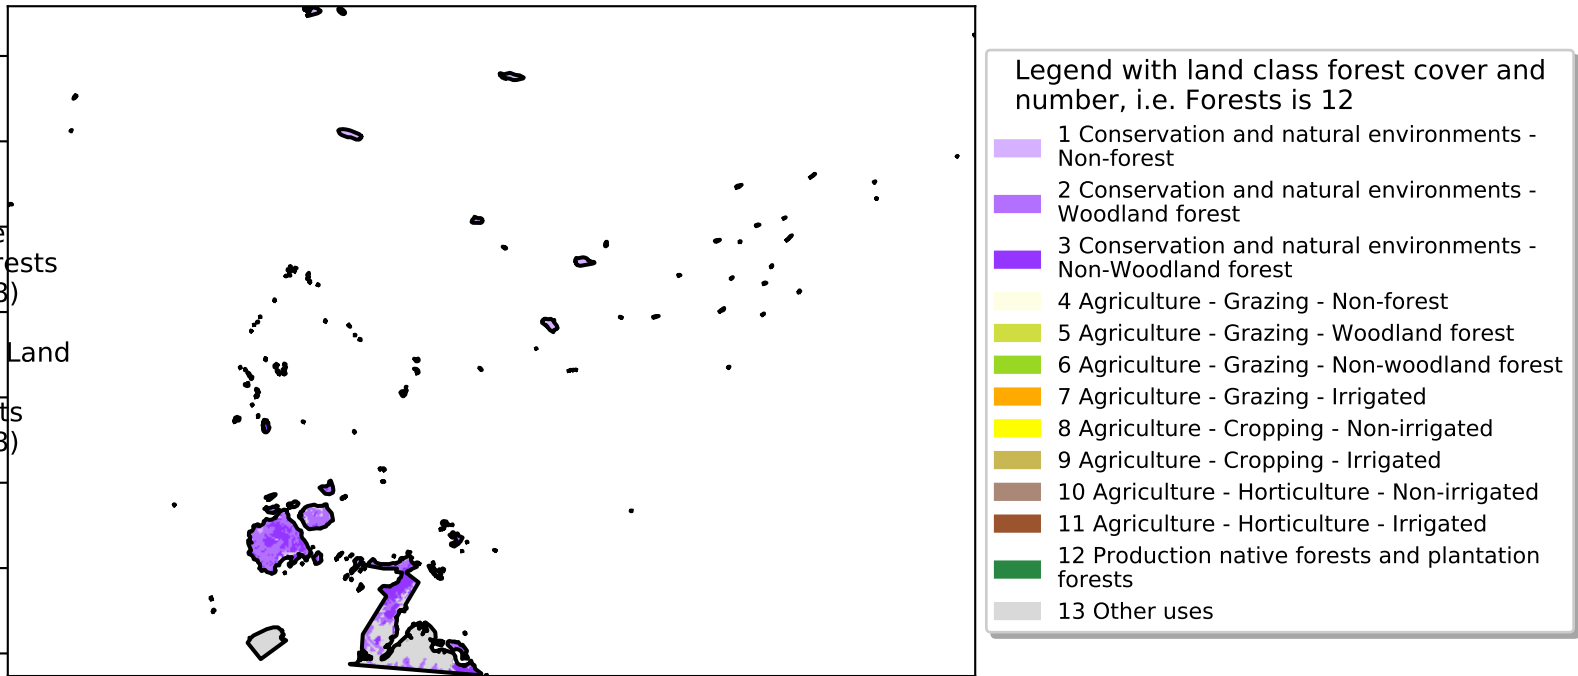 Legend with land class forest cover and
number, i.e. Forests is 12
1 Conservation and natural environments -
Non-forest
2 Conservation and natural environments -
Woodland forest
3 Conservation and natural environments -
Non-Woodland forest
4 Agriculture - Grazing - Non-forest
5 Agriculture - Grazing - Woodland forest
6 Agriculture - Grazing - Non-woodland forest
7 Agriculture - Grazing - Irrigated
8 Agriculture - Cropping - Non-irrigated
9 Agriculture - Cropping - Irrigated
10 Agriculture - Horticulture - Non-irrigated
11 Agriculture - Horticulture - Irrigated
12 Production native forests and plantation
forests
13 Other uses
Land